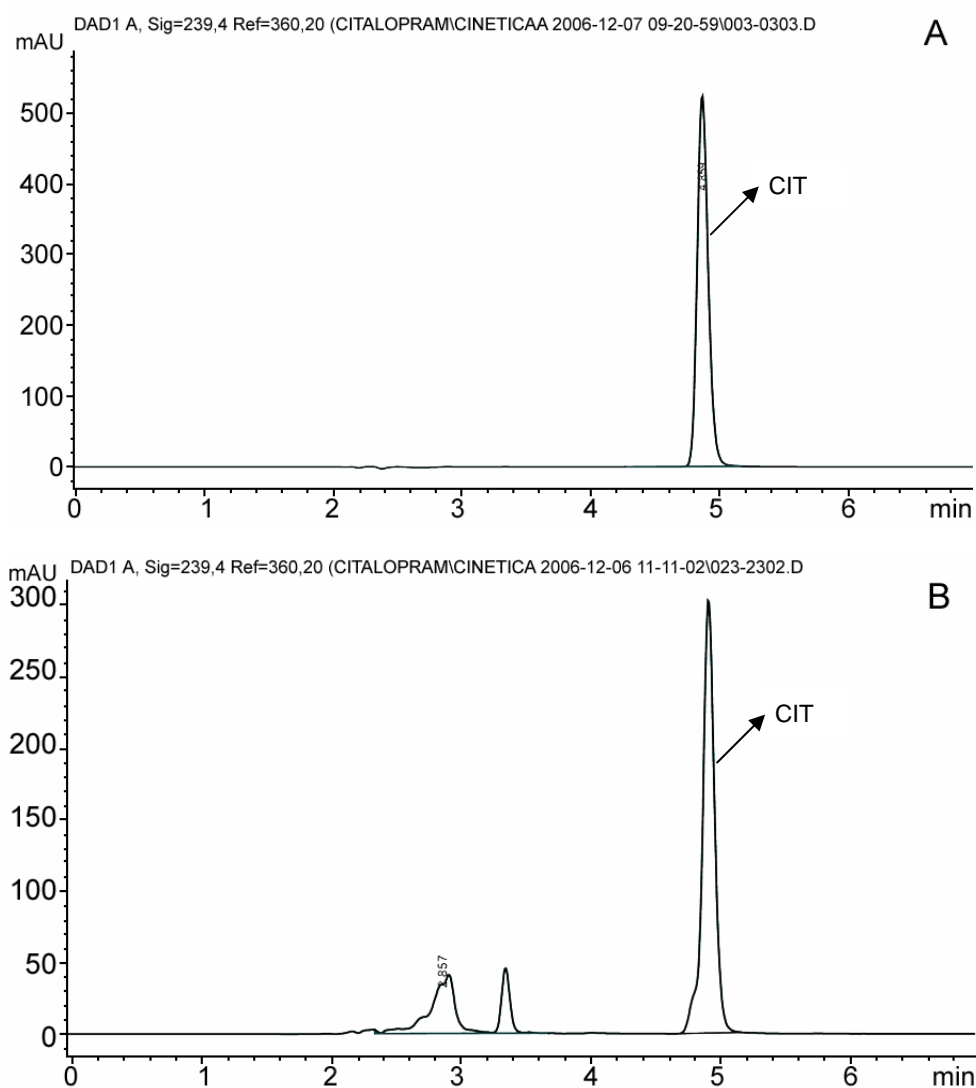 DAD1 A, Sig=239,4 Ref=360,20 (CITALOPRAM\CINETICAA 2006-12-07 09-20-59\003-0303.D
A
mAU
500
400
300
200
100
0
4.859
CIT
0 1 2 3 4 5 6 min
DAD1 A, Sig=239,4 Ref=360,20 (CITALOPRAM\CINETICA 2006-12-06 11-11-02\023-2302.D
B
mAU
300
250
200
150
100
50
0
2.857
CIT
0 1 2 3 4 5 6 min